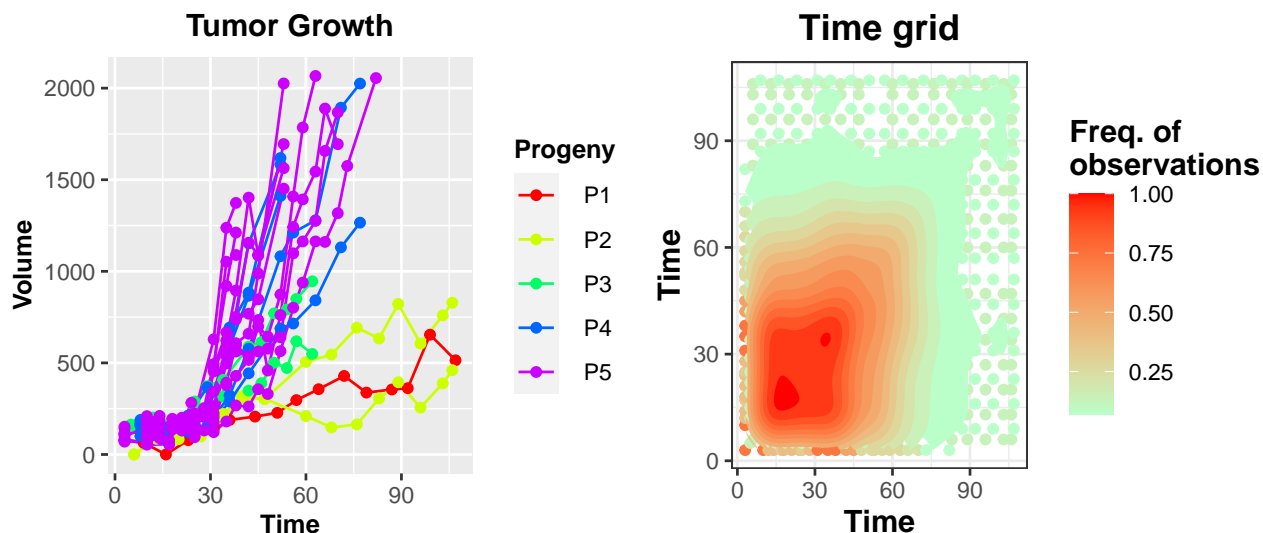 Tumor Growth
Volume
2000
1500
1000
500
0
0 30 60 90
Time
Progeny
P1
P2
P3
P4
P5
Time grid
Time
90
60
30
0
0 30 60 90
Time
Freq. of
observations
1.00
0.75
0.50
0.25